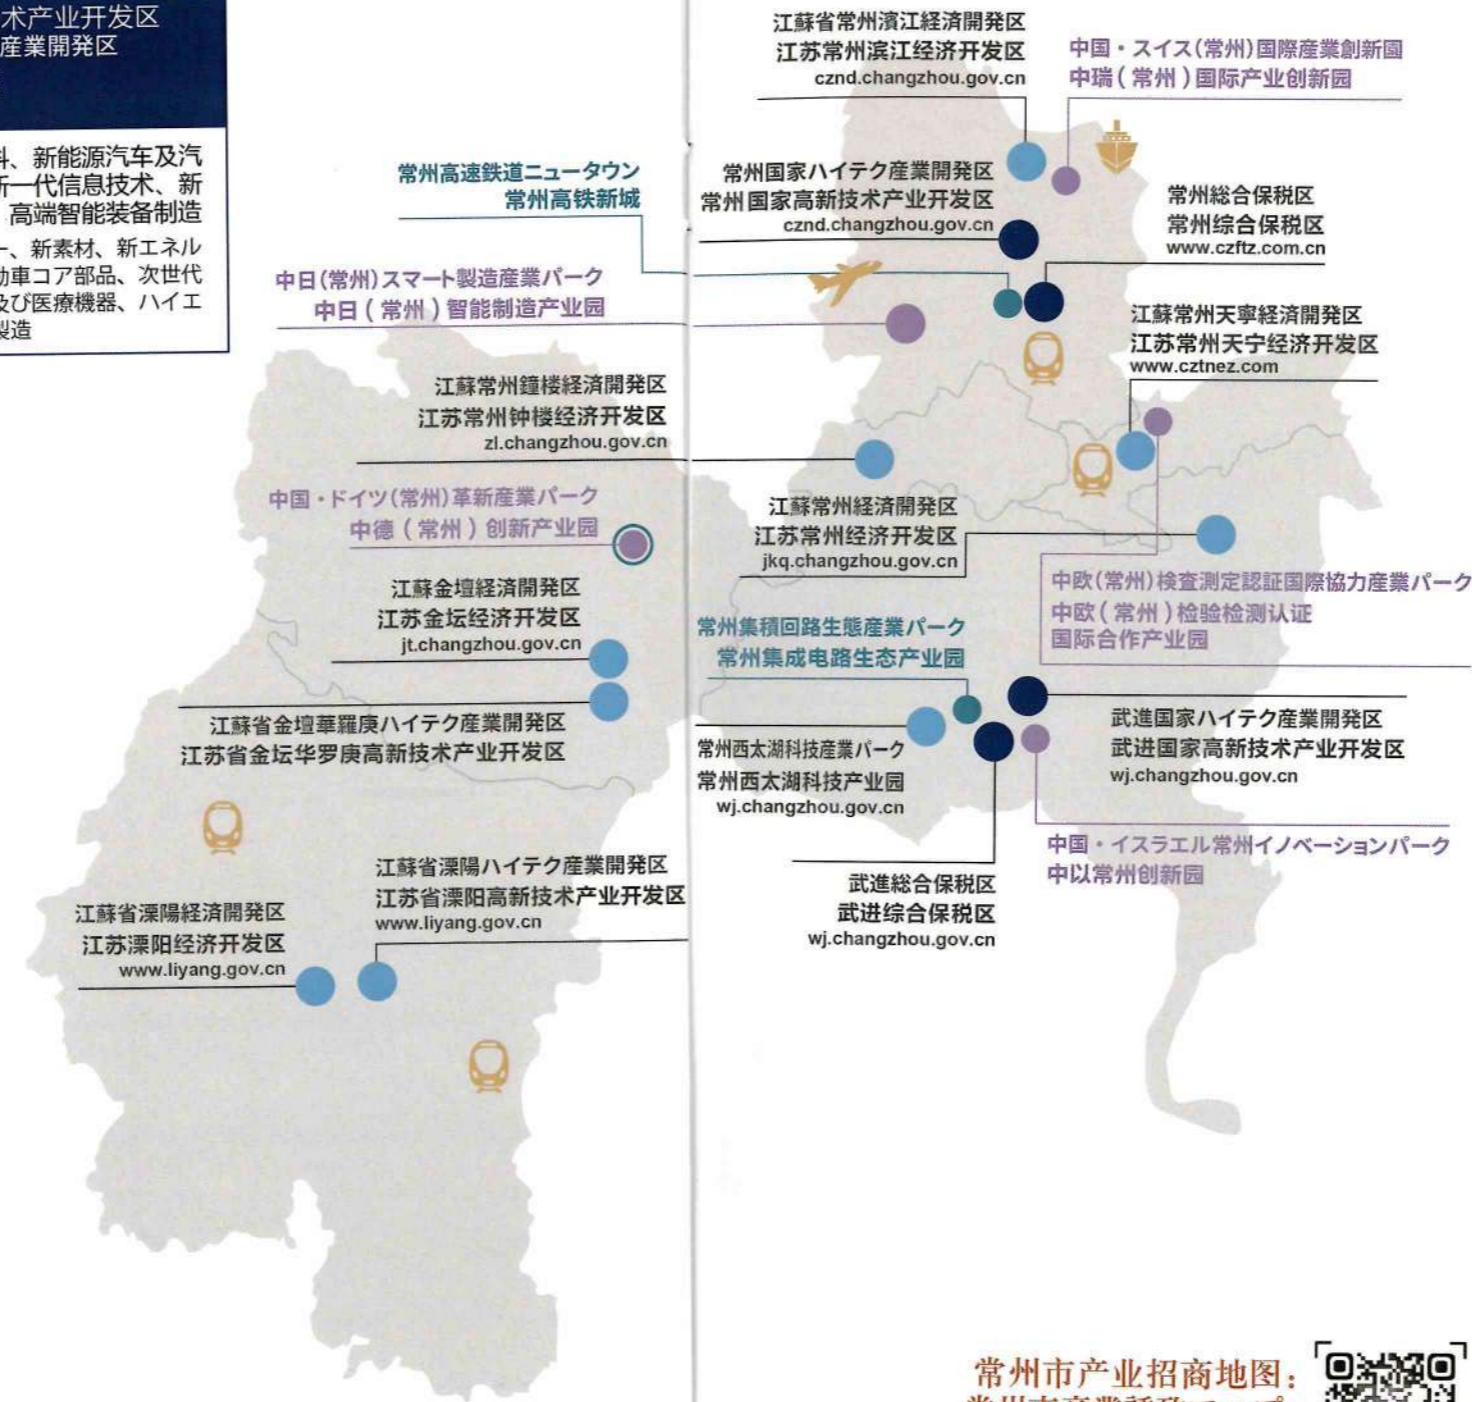 术产业开发区
産業開発区
料、新能源汽车及汽
新一代信息技术、新
高端智能装备制造
ー、新素材、新エネル
動車コア部品、次世代
及び医療機器、ハイエ
製造
江蘇省常州濱江経済開発区
江苏常州滨江经济开发区
cznd.changzhou.gov.cn
中国・スイス(常州)国際産業創新園
中瑞(常州)国际产业创新园
常州高速鉄道ニュータウン
常州高铁新城
常州国家ハイテク産業開発区
常州国家高新技术产业开发区
cznd.changzhou.gov.cn
常州総合保税区
常州综合保税区
www.czftz.com.cn
中日(常州)スマート製造産業パーク
中日(常州)智能制造产业园
江蘇常州天寧経済開発区
江苏常州天宁经济开发区
www.cztnez.com
江蘇常州鐘楼経済開発区
江苏常州钟楼经济开发区
zl.changzhou.gov.cn
中国・ドイツ(常州)革新産業パーク
中德(常州)创新产业园
江蘇常州経済開発区
江苏常州经济开发区
jkq.changzhou.gov.cn
江蘇金壇経済開発区
江苏金坛经济开发区
jt.changzhou.gov.cn
中欧(常州)検査測定認証国際協力産業パーク
中欧(常州)检验检测认证
国际合作产业园
常州集積回路生態産業パーク
常州集成电路生态产业园
江蘇省金壇華羅庚ハイテク産業開発区
江苏省金坛华罗庚高新技术产业开发区
常州西太湖科技産業パーク
常州西太湖科技产业园
wj.changzhou.gov.cn
武進国家ハイテク産業開発区
武进国家高新技术产业开发区
wj.changzhou.gov.cn
中国・イスラエル常州イノベーションパーク
中以常州创新园
江蘇省溧陽ハイテク産業開発区
江苏省溧阳高新技术产业开发区
www.liyang.gov.cn
武進総合保税区
武进综合保税区
wj.changzhou.gov.cn
江蘇省溧陽経済開発区
江苏溧阳经济开发区
www.liyang.gov.cn
常州市产业招商地图: